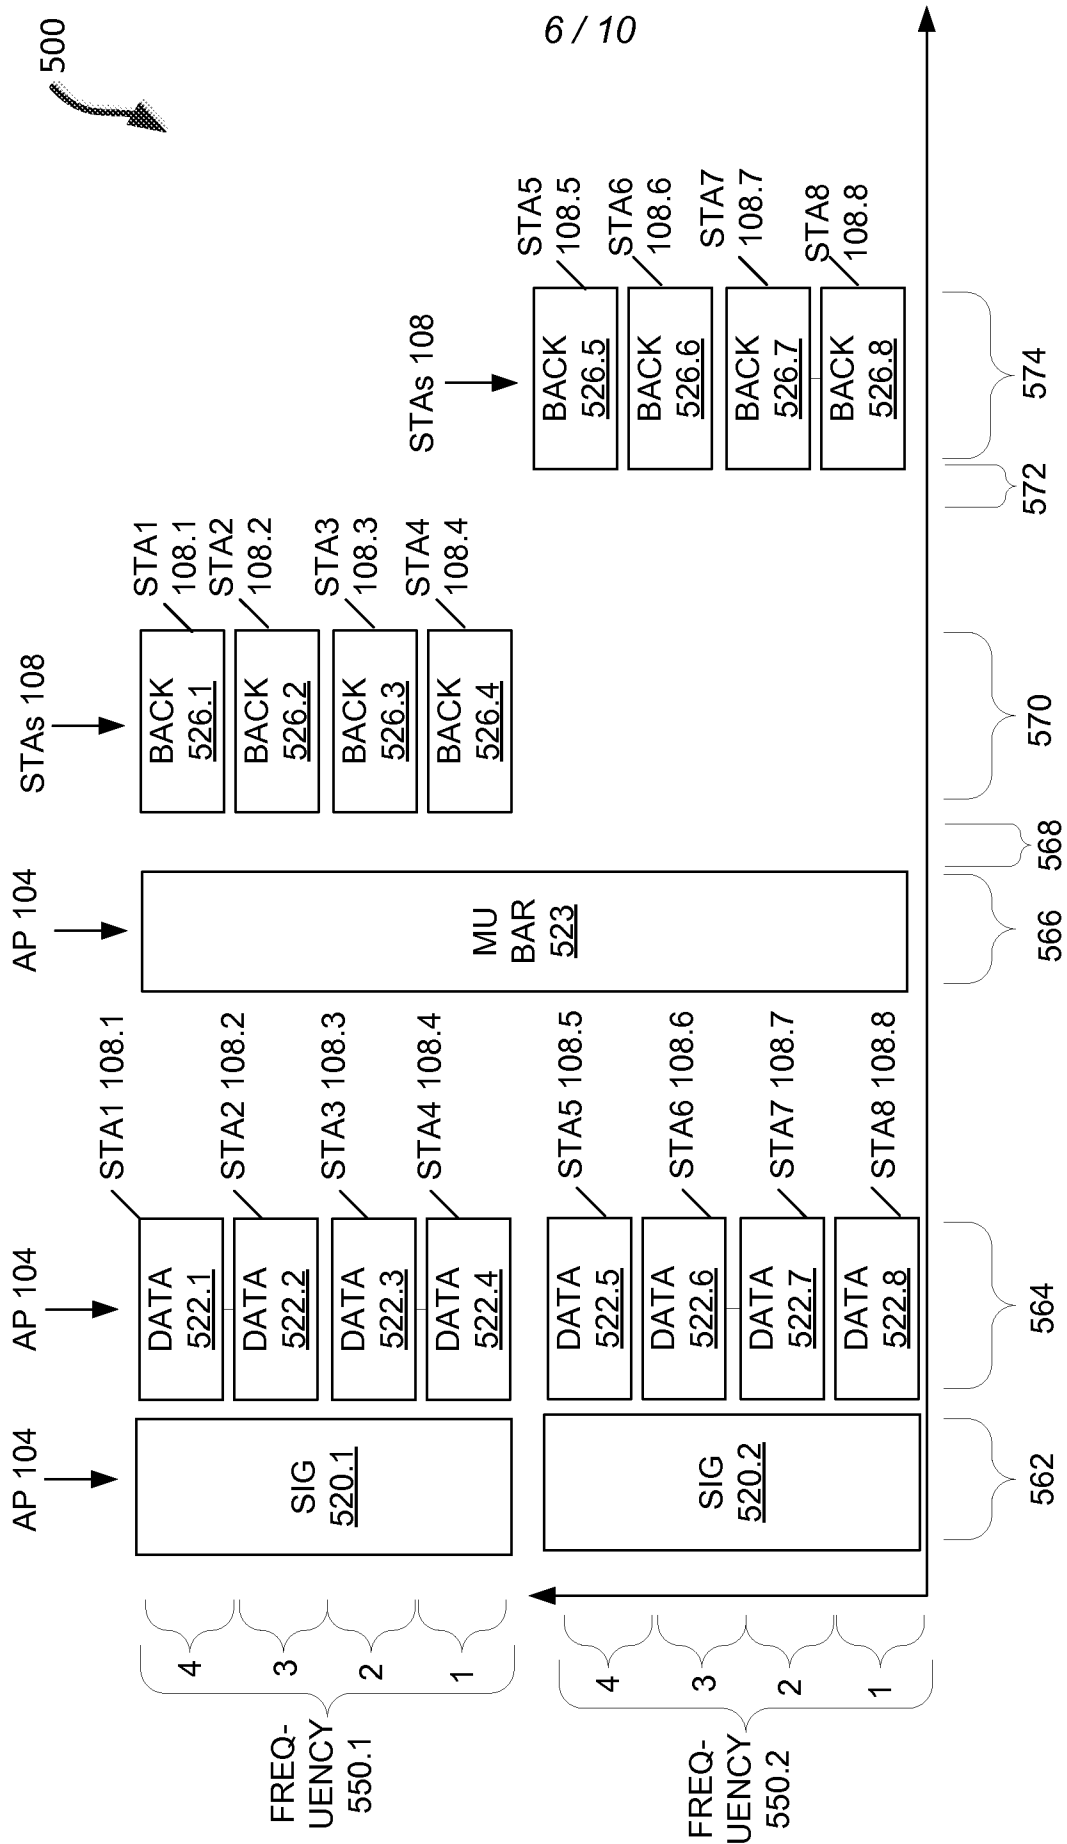 6 / 10
500
AP 104
AP 104
AP 104
STAs 108
STAs 108
FREQ-
UENCY
550.1
4
3
2
1
SIG
520.1
DATA
522.1
STA1 108.1
DATA
522.2
STA2 108.2
DATA
522.3
STA3 108.3
DATA
522.4
STA4 108.4
MU
BAR
523
BACK
526.1
STA1
108.1
BACK
526.2
STA2
108.2
BACK
526.3
STA3
108.3
BACK
526.4
STA4
108.4
FREQ-
UENCY
550.2
4
3
2
1
SIG
520.2
DATA
522.5
STA5 108.5
DATA
522.6
STA6 108.6
DATA
522.7
STA7 108.7
DATA
522.8
STA8 108.8
BACK
526.5
STA5
108.5
BACK
526.6
STA6
108.6
BACK
526.7
STA7
108.7
BACK
526.8
STA8
108.8
562
564
566
568
570
572
574